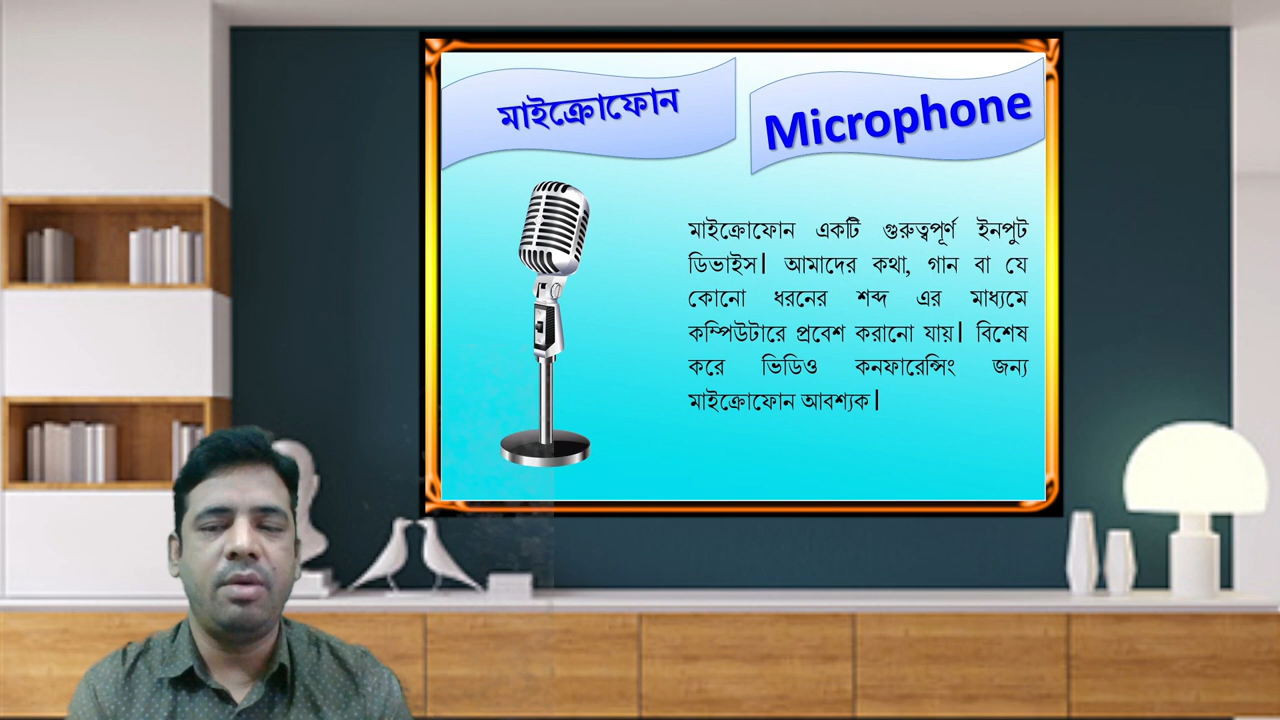 মাইক্রোফোন
Microphone
মাইক্রোফোন একটি গুরুত্বপূর্ণ ইনপুট
ডিভাইস। আমাদের কথা, গান বা যে
কোনো ধরনের শব্দ এর মাধ্যমে
কম্পিউটারে প্রবেশ করানো যায়। বিশেষ
করে ভিডিও কনফারেন্সিং জন্য
মাইক্রোফোন আবশ্যক।